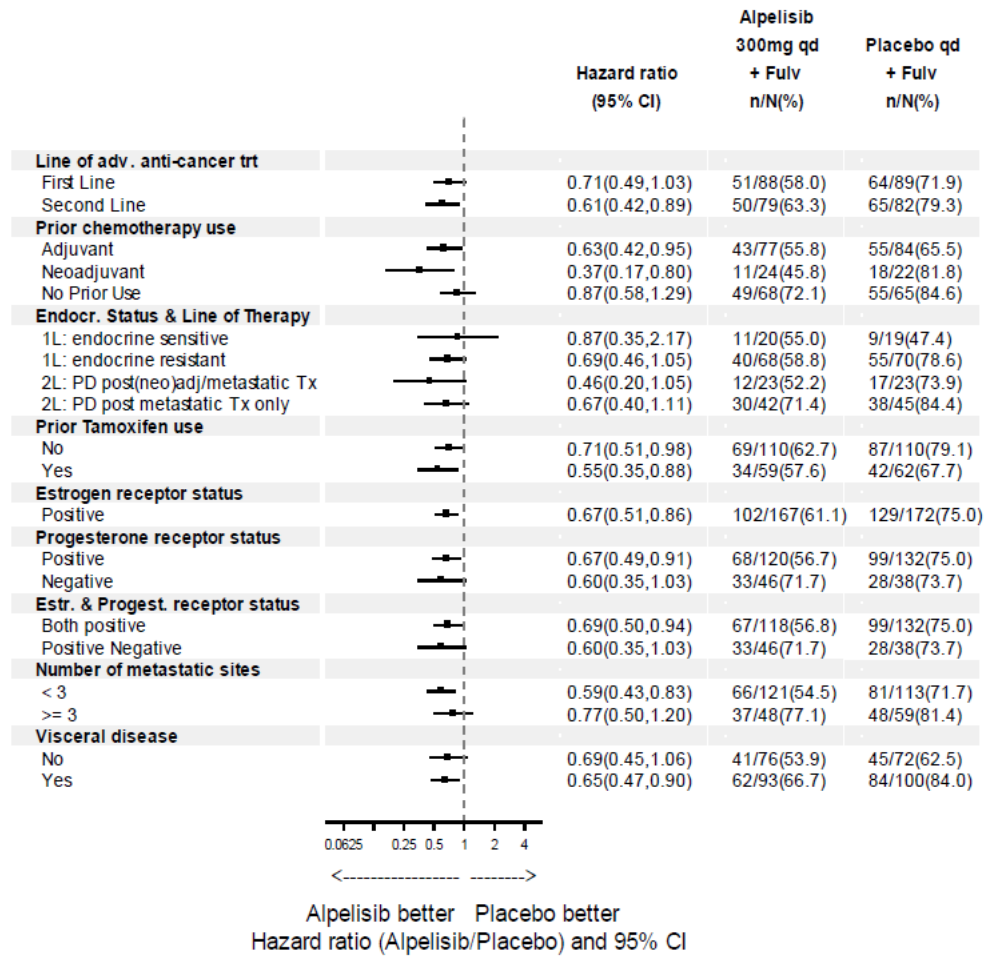 Alpelisib
300mg qd Placebo qd
Hazard ratio + Fulv + Fulv
(95% CI) n/N(%) n/N(%)
Line of adv. anti-cancer trt
First Line 0.71(0.49,1.03) 51/88(58.0) 64/89(71.9)
Second Line 0.61(0.42,0.89) 50/79(63.3) 65/82(79.3)
Prior chemotherapy use
Adjuvant 0.63(0.42,0.95) 43/77(55.8) 55/84(65.5)
Neoadjuvant 0.37(0.17,0.80) 11/24(45.8) 18/22(81.8)
No Prior Use 0.87(0.58,1.29) 49/68(72.1) 55/65(84.6)
Endocr. Status & Line of Therapy
1L: endocrine sensitive 0.87(0.35,2.17) 11/20(55.0) 9/19(47.4)
1L: endocrine resistant 0.69(0.46,1.05) 40/68(58.8) 55/70(78.6)
2L: PD post(neo)adj/metastatic Tx 0.46(0.20,1.05) 12/23(52.2) 17/23(73.9)
2L: PD post metastatic Tx only 0.67(0.40,1.11) 30/42(71.4) 38/45(84.4)
Prior Tamoxifen use
No 0.71(0.51,0.98) 69/110(62.7) 87/110(79.1)
Yes 0.55(0.35,0.88) 34/59(57.6) 42/62(67.7)
Estrogen receptor status
Positive 0.67(0.51,0.86) 102/167(61.1) 129/172(75.0)
Progesterone receptor status
Positive 0.67(0.49,0.91) 68/120(56.7) 99/132(75.0)
Negative 0.60(0.35,1.03) 33/46(71.7) 28/38(73.7)
Estr. & Progest. receptor status
Both positive 0.69(0.50,0.94) 67/118(56.8) 99/132(75.0)
Positive Negative 0.60(0.35,1.03) 33/46(71.7) 28/38(73.7)
Number of metastatic sites
< 3 0.59(0.43,0.83) 66/121(54.5) 81/113(71.7)
>= 3 0.77(0.50,1.20) 37/48(77.1) 48/59(81.4)
Visceral disease
No 0.69(0.45,1.06) 41/76(53.9) 45/72(62.5)
Yes 0.65(0.47,0.90) 62/93(66.7) 84/100(84.0)
0.0625 0.25 0.5 1 2 4
<------------------ -------->
Alpelisib better Placebo better
Hazard ratio (Alpelisib/Placebo) and 95% CI